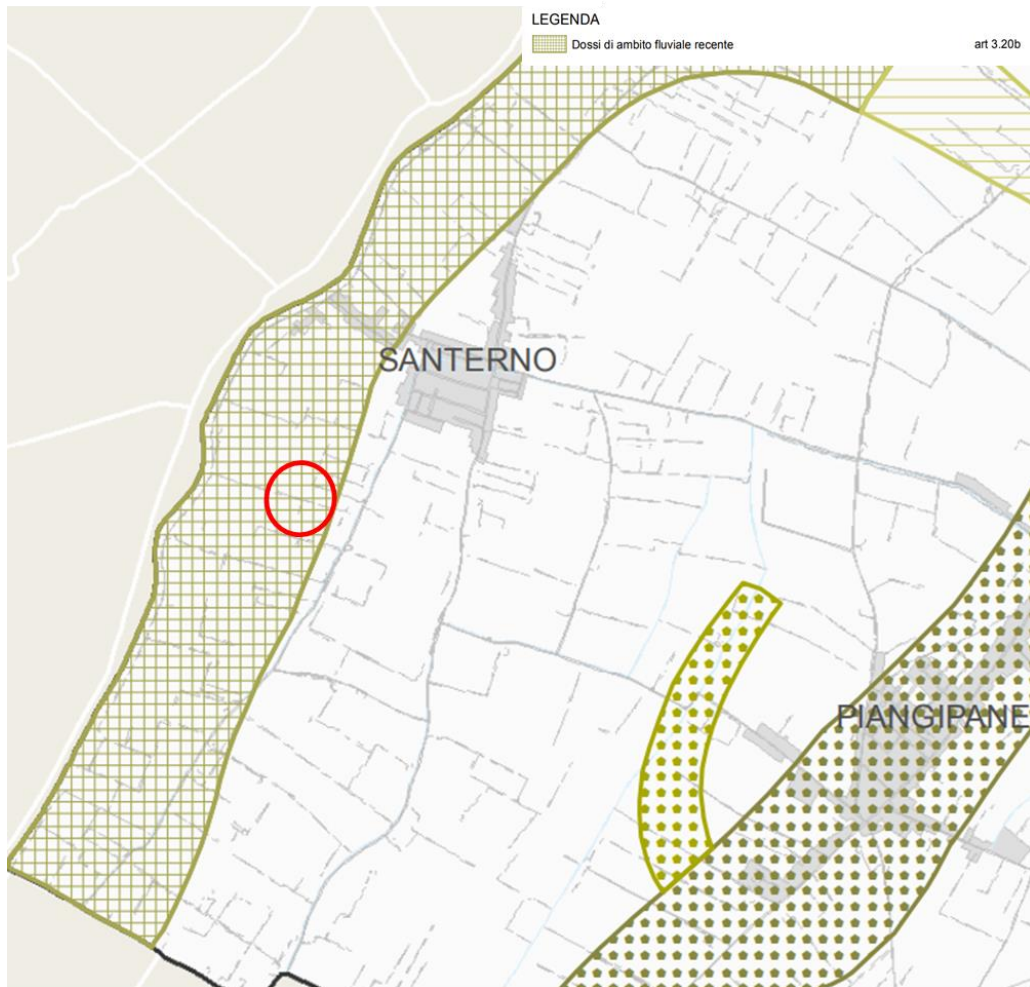 LEGENDA
Dossi di ambito fluviale recente art 3.20b
SANTERNO
PIANGIPANE